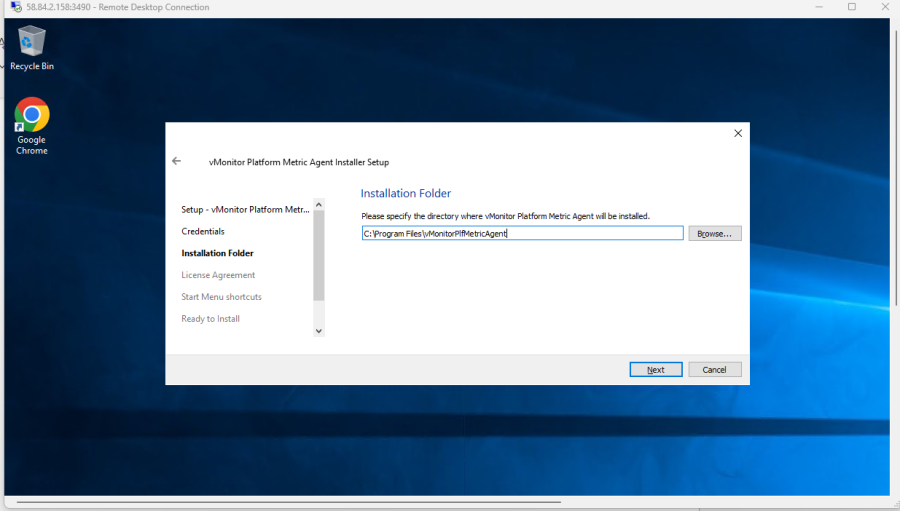 58.84.2.158:3490 - Remote Desktop Connection
Recycle Bin
Google
Chrome
vMonitor Platform Metric Agent Installer Setup
Setup - vMonitor Platform Metr...
Credentials
Installation Folder
License Agreement
Start Menu shortcuts
Ready to Install
Installation Folder
Please specify the directory where vMonitor Platform Metric Agent will be installed.
C:\Program Files\vMonitorPlfMetricAgent
Browse...
Next
Cancel